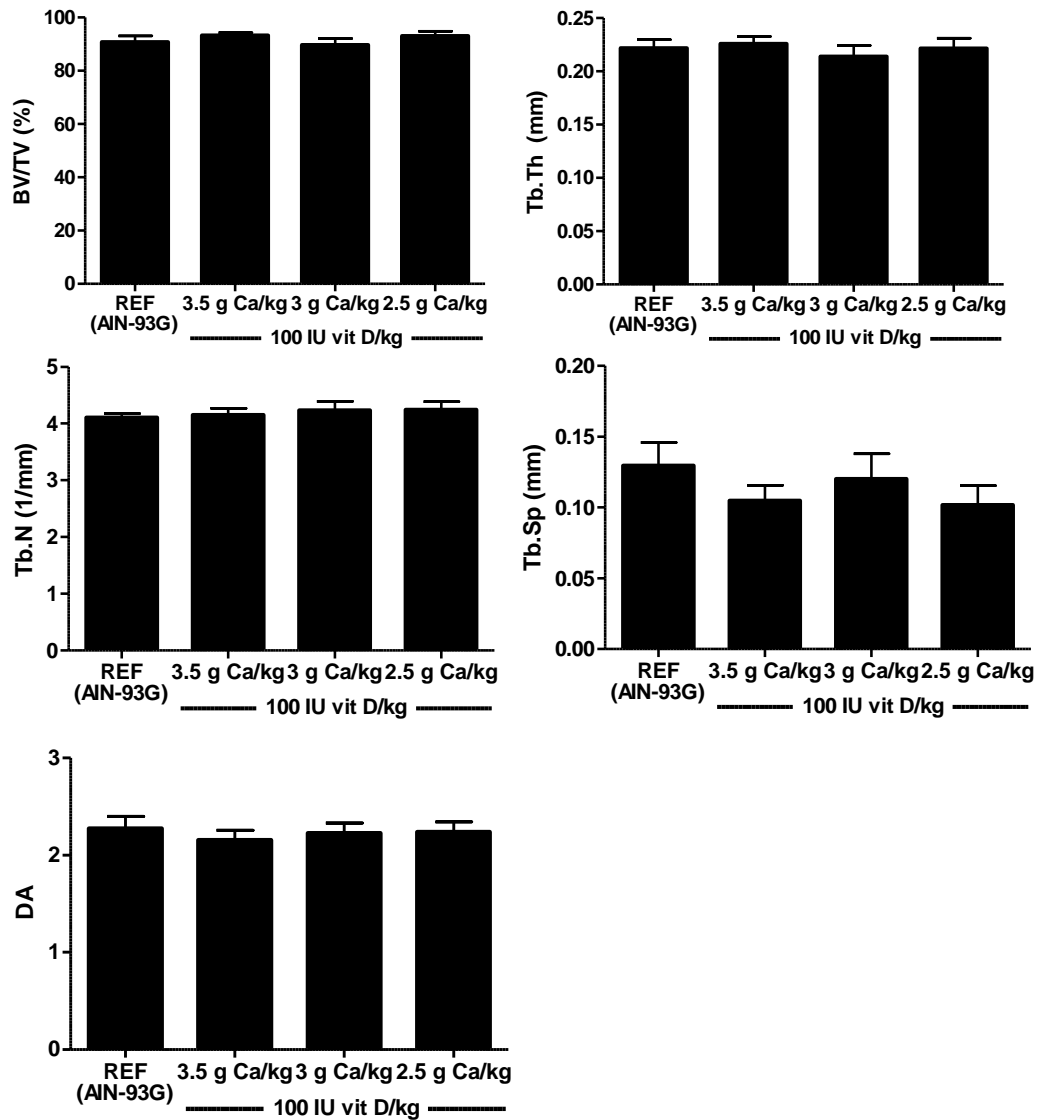 BV/TV (%)
100
80
60
40
20
0
REF
(AIN-93G)
3.5 g Ca/kg 3 g Ca/kg 2.5 g Ca/kg
100 IU vit D/kg
Tb.Th (mm)
0.25
0.20
0.15
0.10
0.05
0.00
REF
(AIN-93G)
3.5 g Ca/kg 3 g Ca/kg 2.5 g Ca/kg
100 IU vit D/kg
Tb.N (1/mm)
5
4
3
2
1
0
REF
(AIN-93G)
3.5 g Ca/kg 3 g Ca/kg 2.5 g Ca/kg
100 IU vit D/kg
Tb.Sp (mm)
0.20
0.15
0.10
0.05
0.00
REF
(AIN-93G)
3.5 g Ca/kg 3 g Ca/kg 2.5 g Ca/kg
100 IU vit D/kg
DA
3
2
1
0
REF
(AIN-93G)
3.5 g Ca/kg 3 g Ca/kg 2.5 g Ca/kg
100 IU vit D/kg